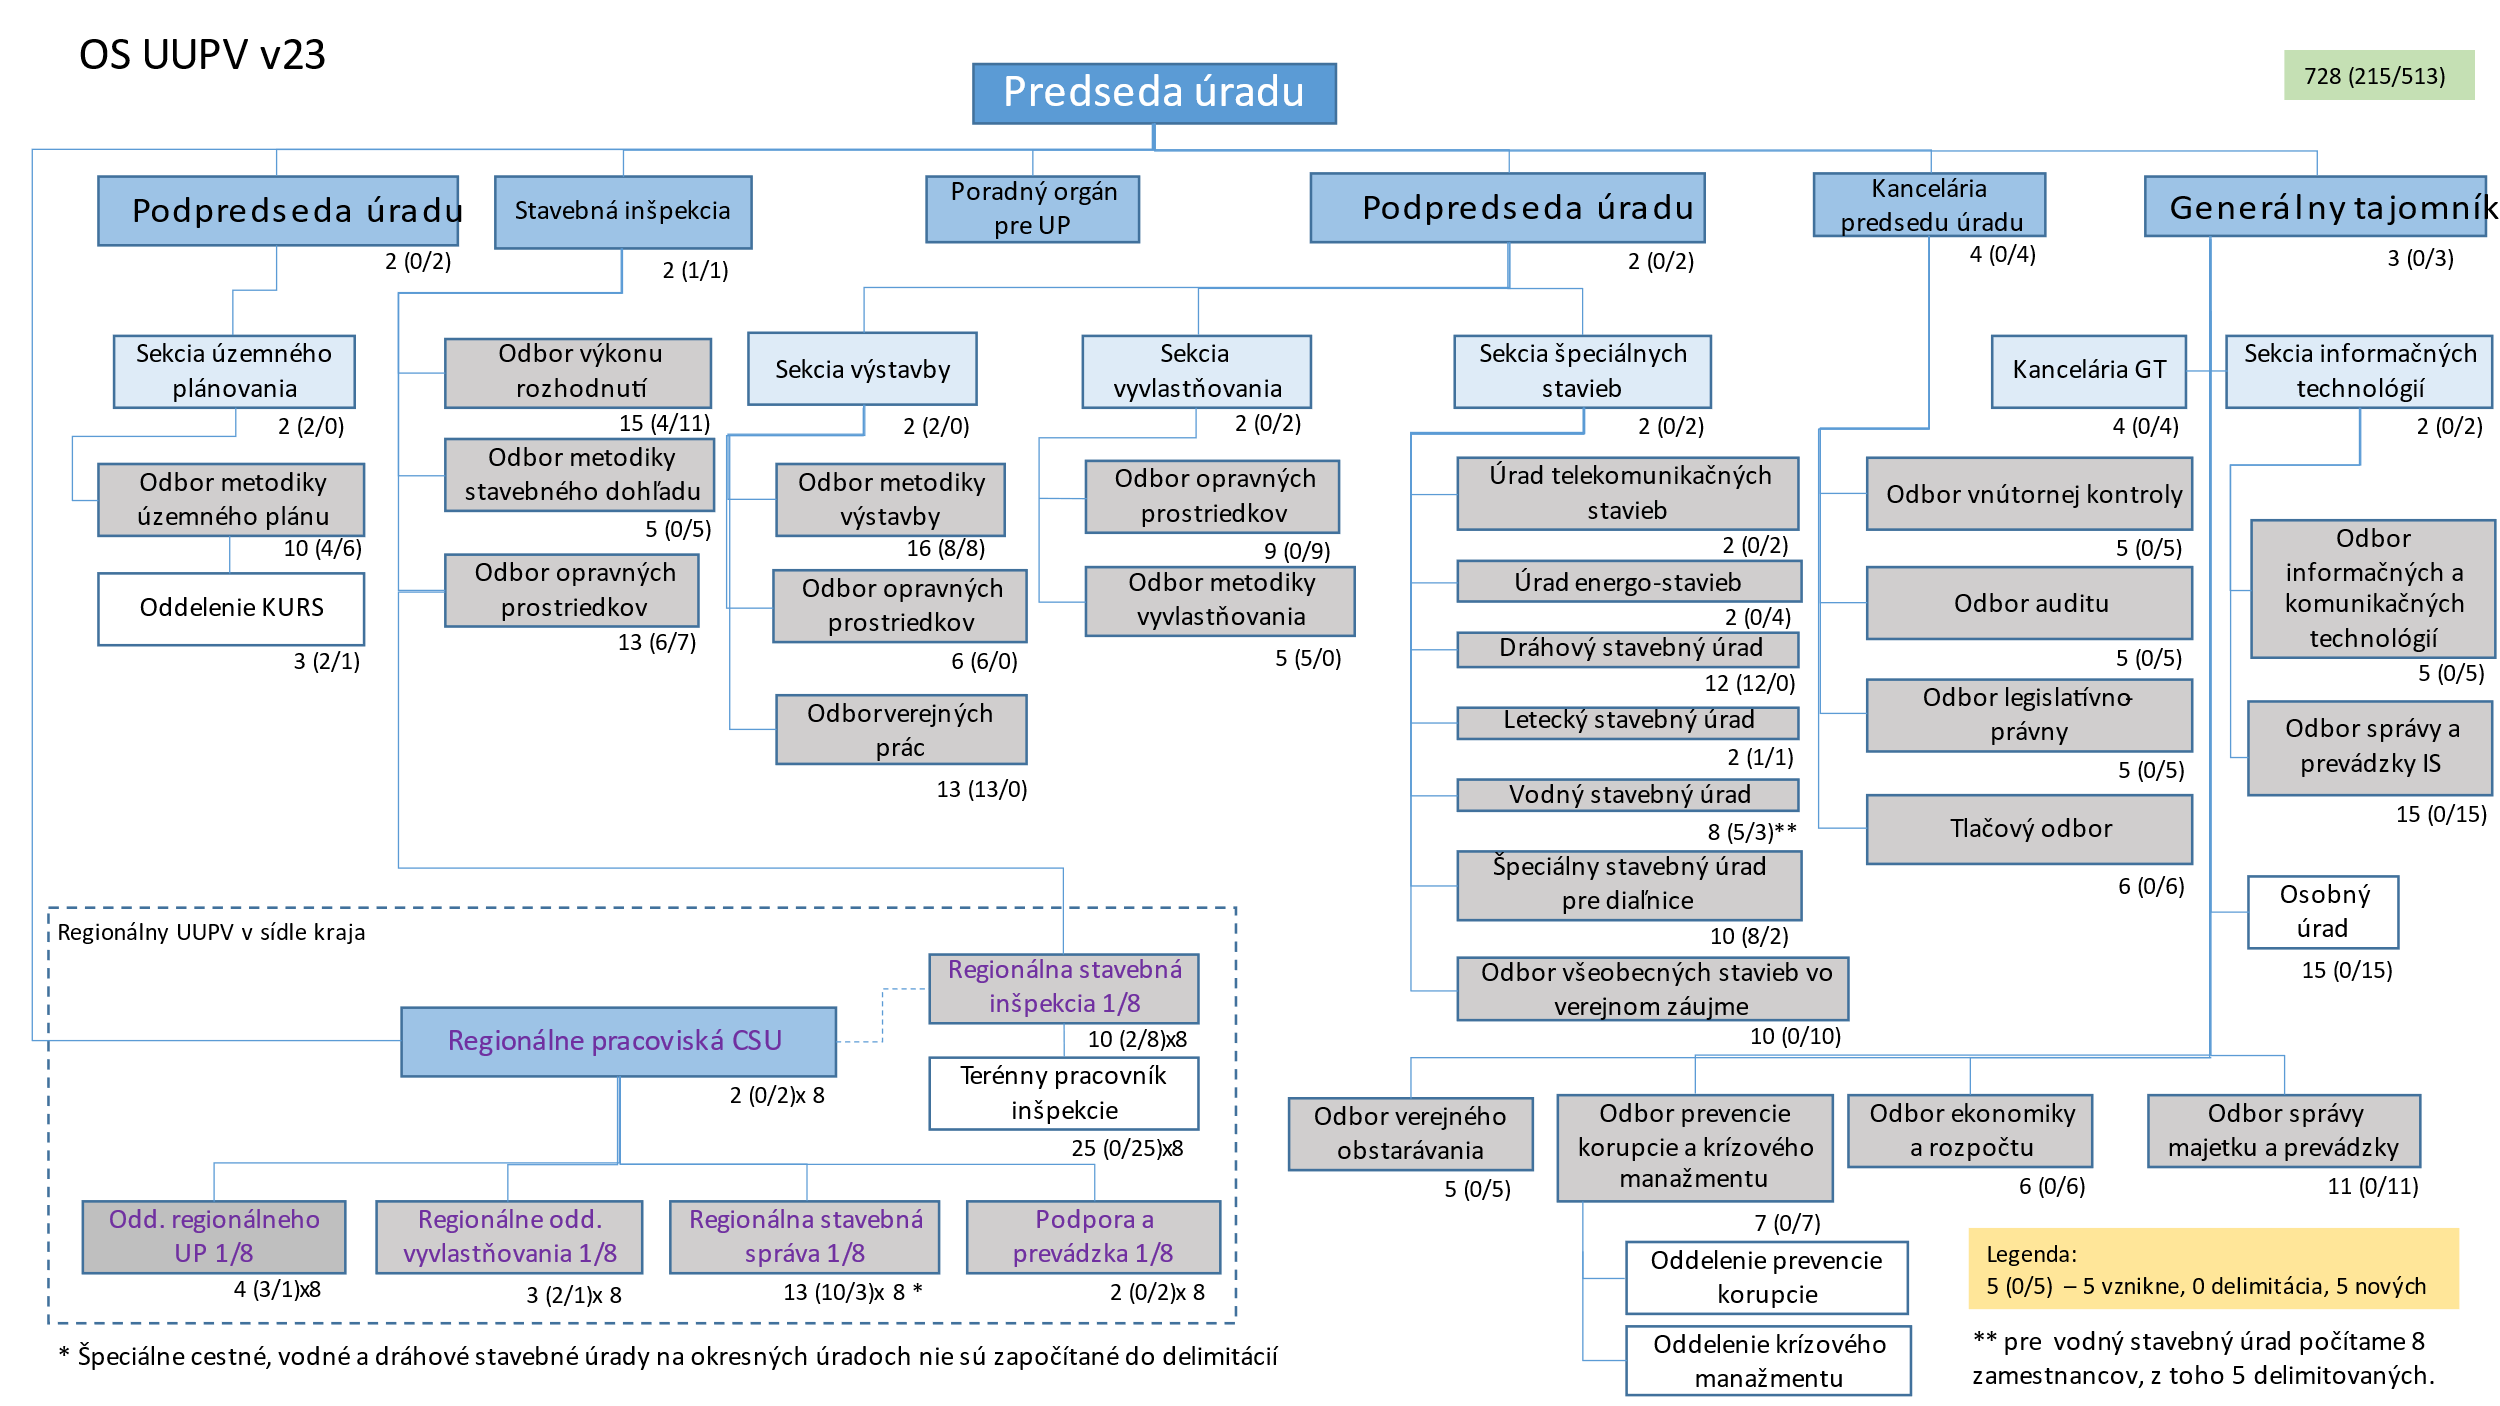 OS UUPV v23
728 (215/513)
Predseda úradu
Podpredseda úradu
2 (0/2)
Stavebná inšpekcia
2 (1/1)
Poradný orgán
pre UP
Podpredseda úradu
2 (0/2)
Kancelária
predsedu úradu
4 (0/4)
Generálny tajomník
3 (0/3)
Sekcia územného
plánovania
2 (2/0)
Odbor metodiky
územného plánu
10 (4/6)
Oddelenie KURS
3 (2/1)
Odbor výkonu
rozhodnutí
15 (4/11)
Odbor metodiky
stavebného dohľadu
5 (0/5)
Odbor opravných
prostriedkov
13 (6/7)
Sekcia výstavby
2 (2/0)
Odbor metodiky
výstavby
16 (8/8)
Odbor opravných
prostriedkov
6 (6/0)
Odborverejných
prác
13 (13/0)
Sekcia
vyvlastňovania
2 (0/2)
Odbor opravných
prostriedkov
9 (0/9)
Odbor metodiky
vyvlastňovania
5 (5/0)
Sekcia špeciálnych
stavieb
2 (0/2)
Úrad telekomunikačných
stavieb
2 (0/2)
Úrad energo-stavieb
2 (0/4)
Dráhový stavebný úrad
12 (12/0)
Letecký stavebný úrad
2 (1/1)
Vodný stavebný úrad
8 (5/3)**
Špeciálny stavebný úrad
pre diaľnice
10 (8/2)
Odbor všeobecných stavieb vo
verejnom záujme
10 (0/10)
Kancelária GT
4 (0/4)
Odbor vnútornej kontroly
5 (0/5)
Odbor auditu
5 (0/5)
Odbor legislatívno-
právny
5 (0/5)
Tlačový odbor
6 (0/6)
Sekcia informačných
technológií
2 (0/2)
Odbor
informačných a
komunikačných
technológií
5 (0/5)
Odbor správy a
prevádzky IS
15 (0/15)
Osobný
úrad
15 (0/15)
Regionálny UUPV v sídle kraja
Regionálna stavebná
inšpekcia 1/8
10 (2/8)x8
Regionálne pracoviská CSU
2 (0/2)x 8
Terénny pracovník
inšpekcie
25 (0/25)x8
Odd. regionálneho
UP 1/8
4 (3/1)x8
Regionálne odd.
vyvlastňovania 1/8
3 (2/1)x 8
Regionálna stavebná
správa 1/8
13 (10/3)x 8 *
Podpora a
prevádzka 1/8
2 (0/2)x 8
Odbor verejného
obstarávania
5 (0/5)
Odbor prevencie
korupcie a krízového
manažmentu
7 (0/7)
Oddelenie prevencie
korupcie
Oddelenie krízového
manažmentu
Odbor ekonomiky
a rozpočtu
6 (0/6)
Odbor správy
majetku a prevádzky
11 (0/11)
Legenda:
5 (0/5) – 5 vznikne, 0 delimitácia, 5 nových
* Špeciálne cestné, vodné a dráhové stavebné úrady na okresných úradoch nie sú započítané do delimitácií
** pre vodný stavebný úrad počítame 8
zamestnancov, z toho 5 delimitovaných.